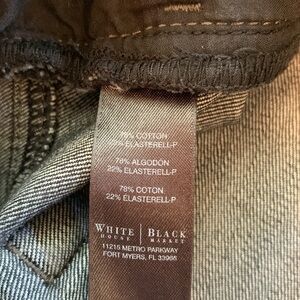 78% COTTON
22% ELASTERELL-P
78% ALGODÓN
22% ELASTERELL-P
78% COTON
22% ELASTERELL-P
WHITE | BLACK
HOUSE | MARKET
11215 METRO PARKWAY
FORT MYERS, FL 33966